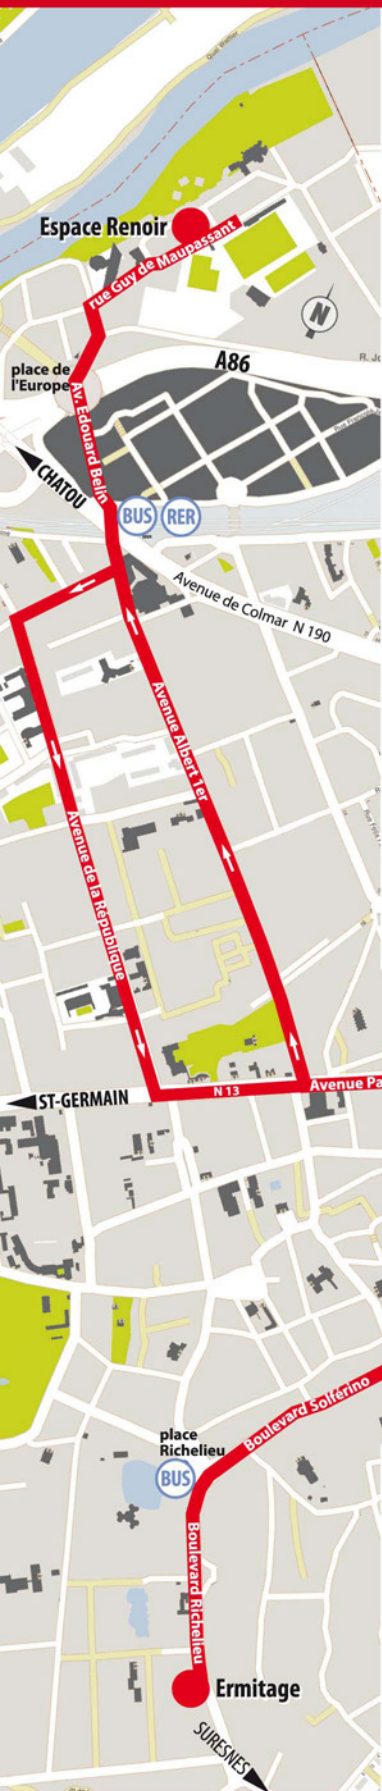 Quai Watier
Espace Renoir
rue Guy de Maupassant
N
A86
R. Jo
place de
l'Europe
Av. Edouard Belin
CHATOU
BUS
RER
Avenue de Colmar N 190
Avenue Albert 1er
Avenue de la République
ST-GERMAIN
N 13
Avenue Pa
Boulevard Solférino
place
Richelieu
BUS
Boulevard Richelieu
Ermitage
SURESNES